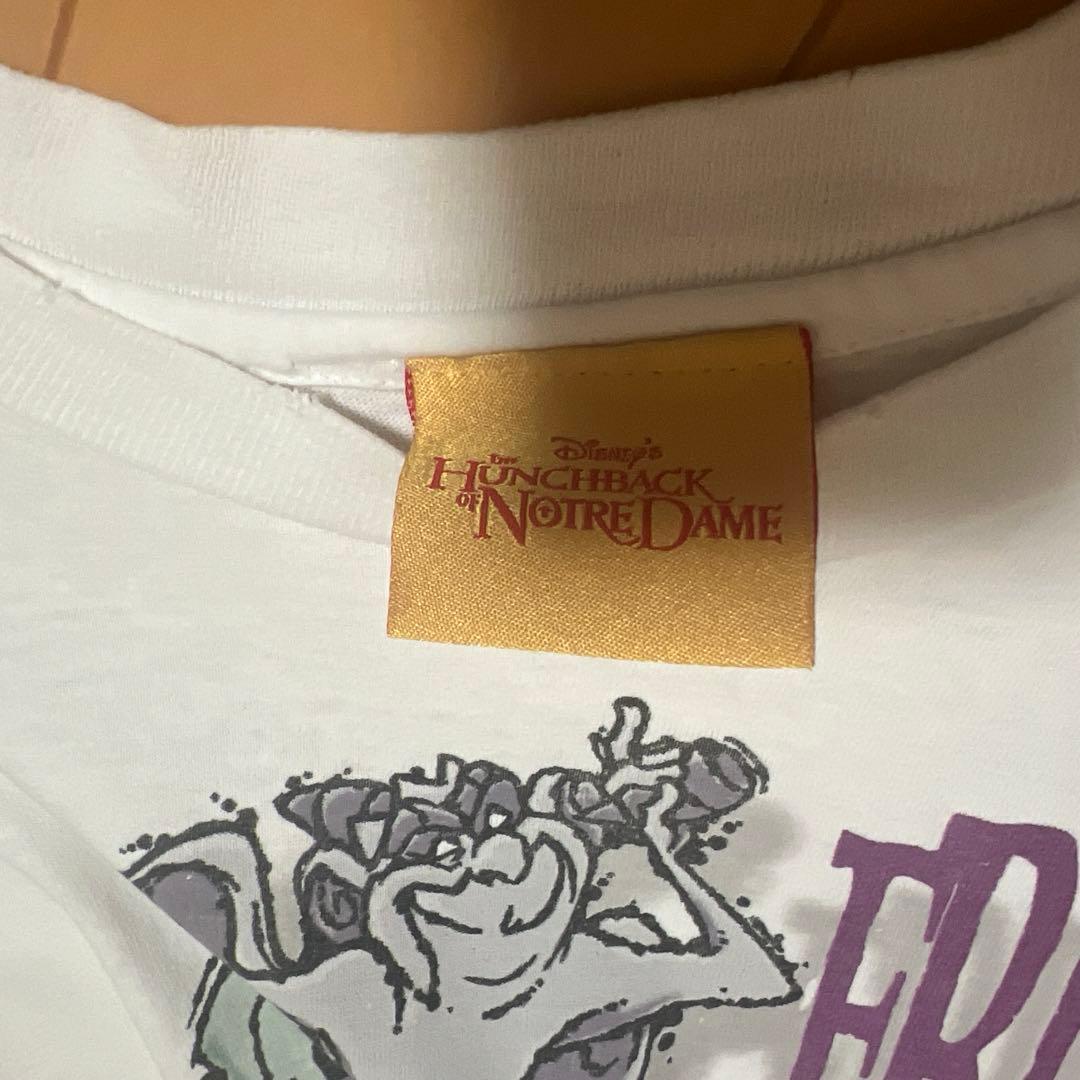 Disney's
the
Hunchback
of Notre Dame